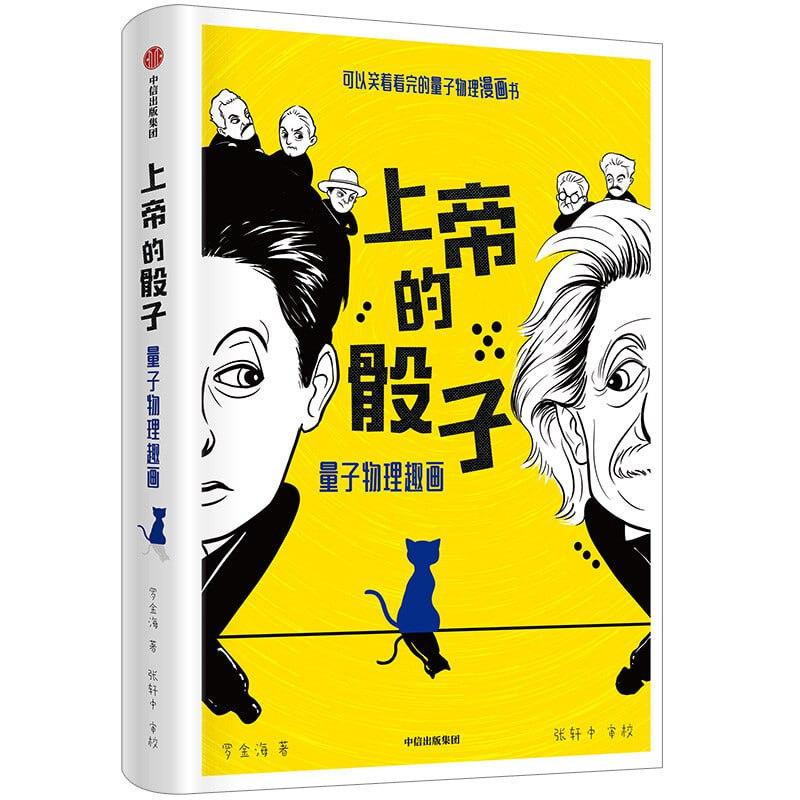 中信出版集团
上帝的骰子
量子物理趣画
罗金海 著
张轩中 审校
可以笑着看完的量子物理漫画书
上帝
的
骰子
量子物理趣画
罗金海 著
中信出版集团
张轩中 审校